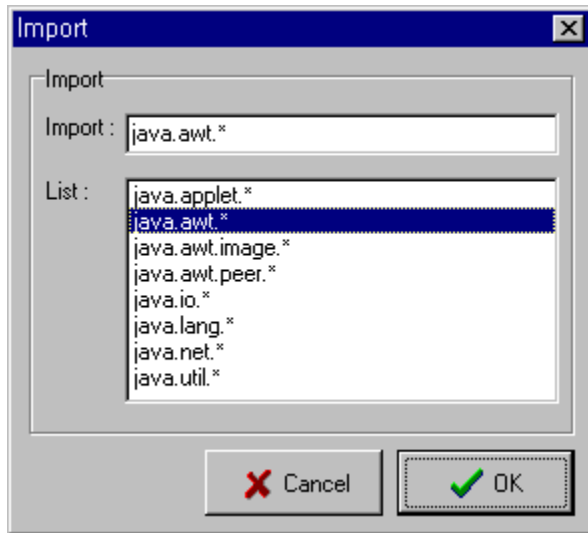 Import
Import
Import : java.awt.*
List :
java.applet.*
java.awt.*
java.awt.image.*
java.awt.peer.*
java.io.*
java.lang.*
java.net.*
java.util.*
Cancel OK